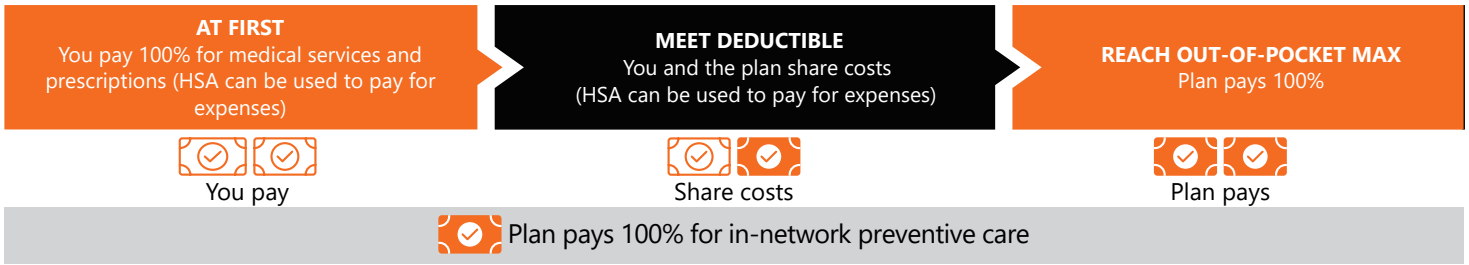 AT FIRST
You pay 100% for medical services and
prescriptions (HSA can be used to pay for
expenses)
MEET DEDUCTIBLE
You and the plan share costs
(HSA can be used to pay for expenses)
REACH OUT-OF-POCKET MAX
Plan pays 100%
You pay
Share costs
Plan pays
Plan pays 100% for in-network preventive care